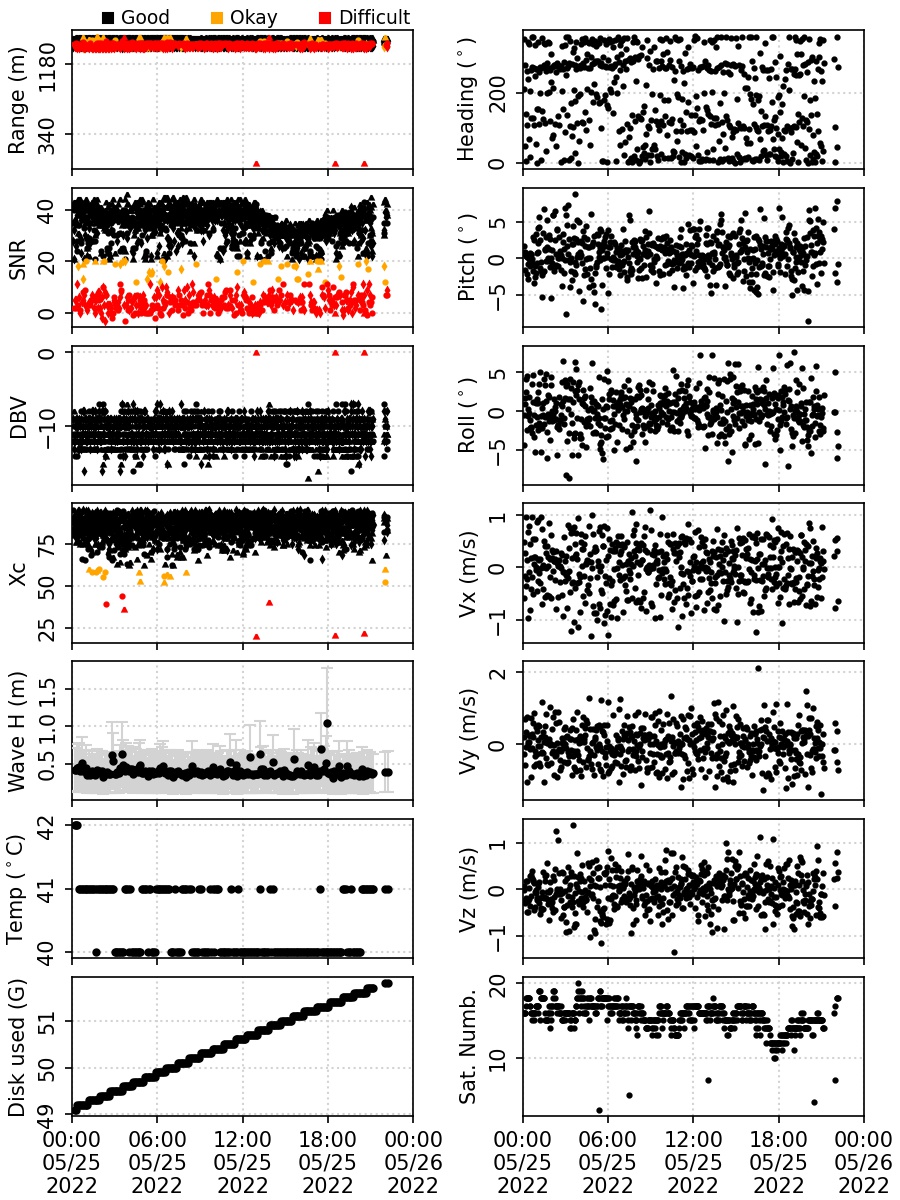 Good Okay Difficult
Range (m)
1180
340
Heading (°)
200
0
SNR
40
20
0
Pitch (°)
5
0
−5
DBV
0
−10
Roll (°)
5
0
−5
Xc
75
50
25
Vx (m/s)
1
0
−1
Wave H (m)
1.5
1.0
0.5
Vy (m/s)
2
0
Temp (°C)
42
41
40
Vz (m/s)
1
0
−1
Disk used (G)
51
50
49
Sat. Numb.
20
10
00:00 06:00 12:00 18:00 00:00
05/25 05/25 05/25 05/25 05/26
2022 2022 2022 2022 2022
00:00 06:00 12:00 18:00 00:00
05/25 05/25 05/25 05/25 05/26
2022 2022 2022 2022 2022